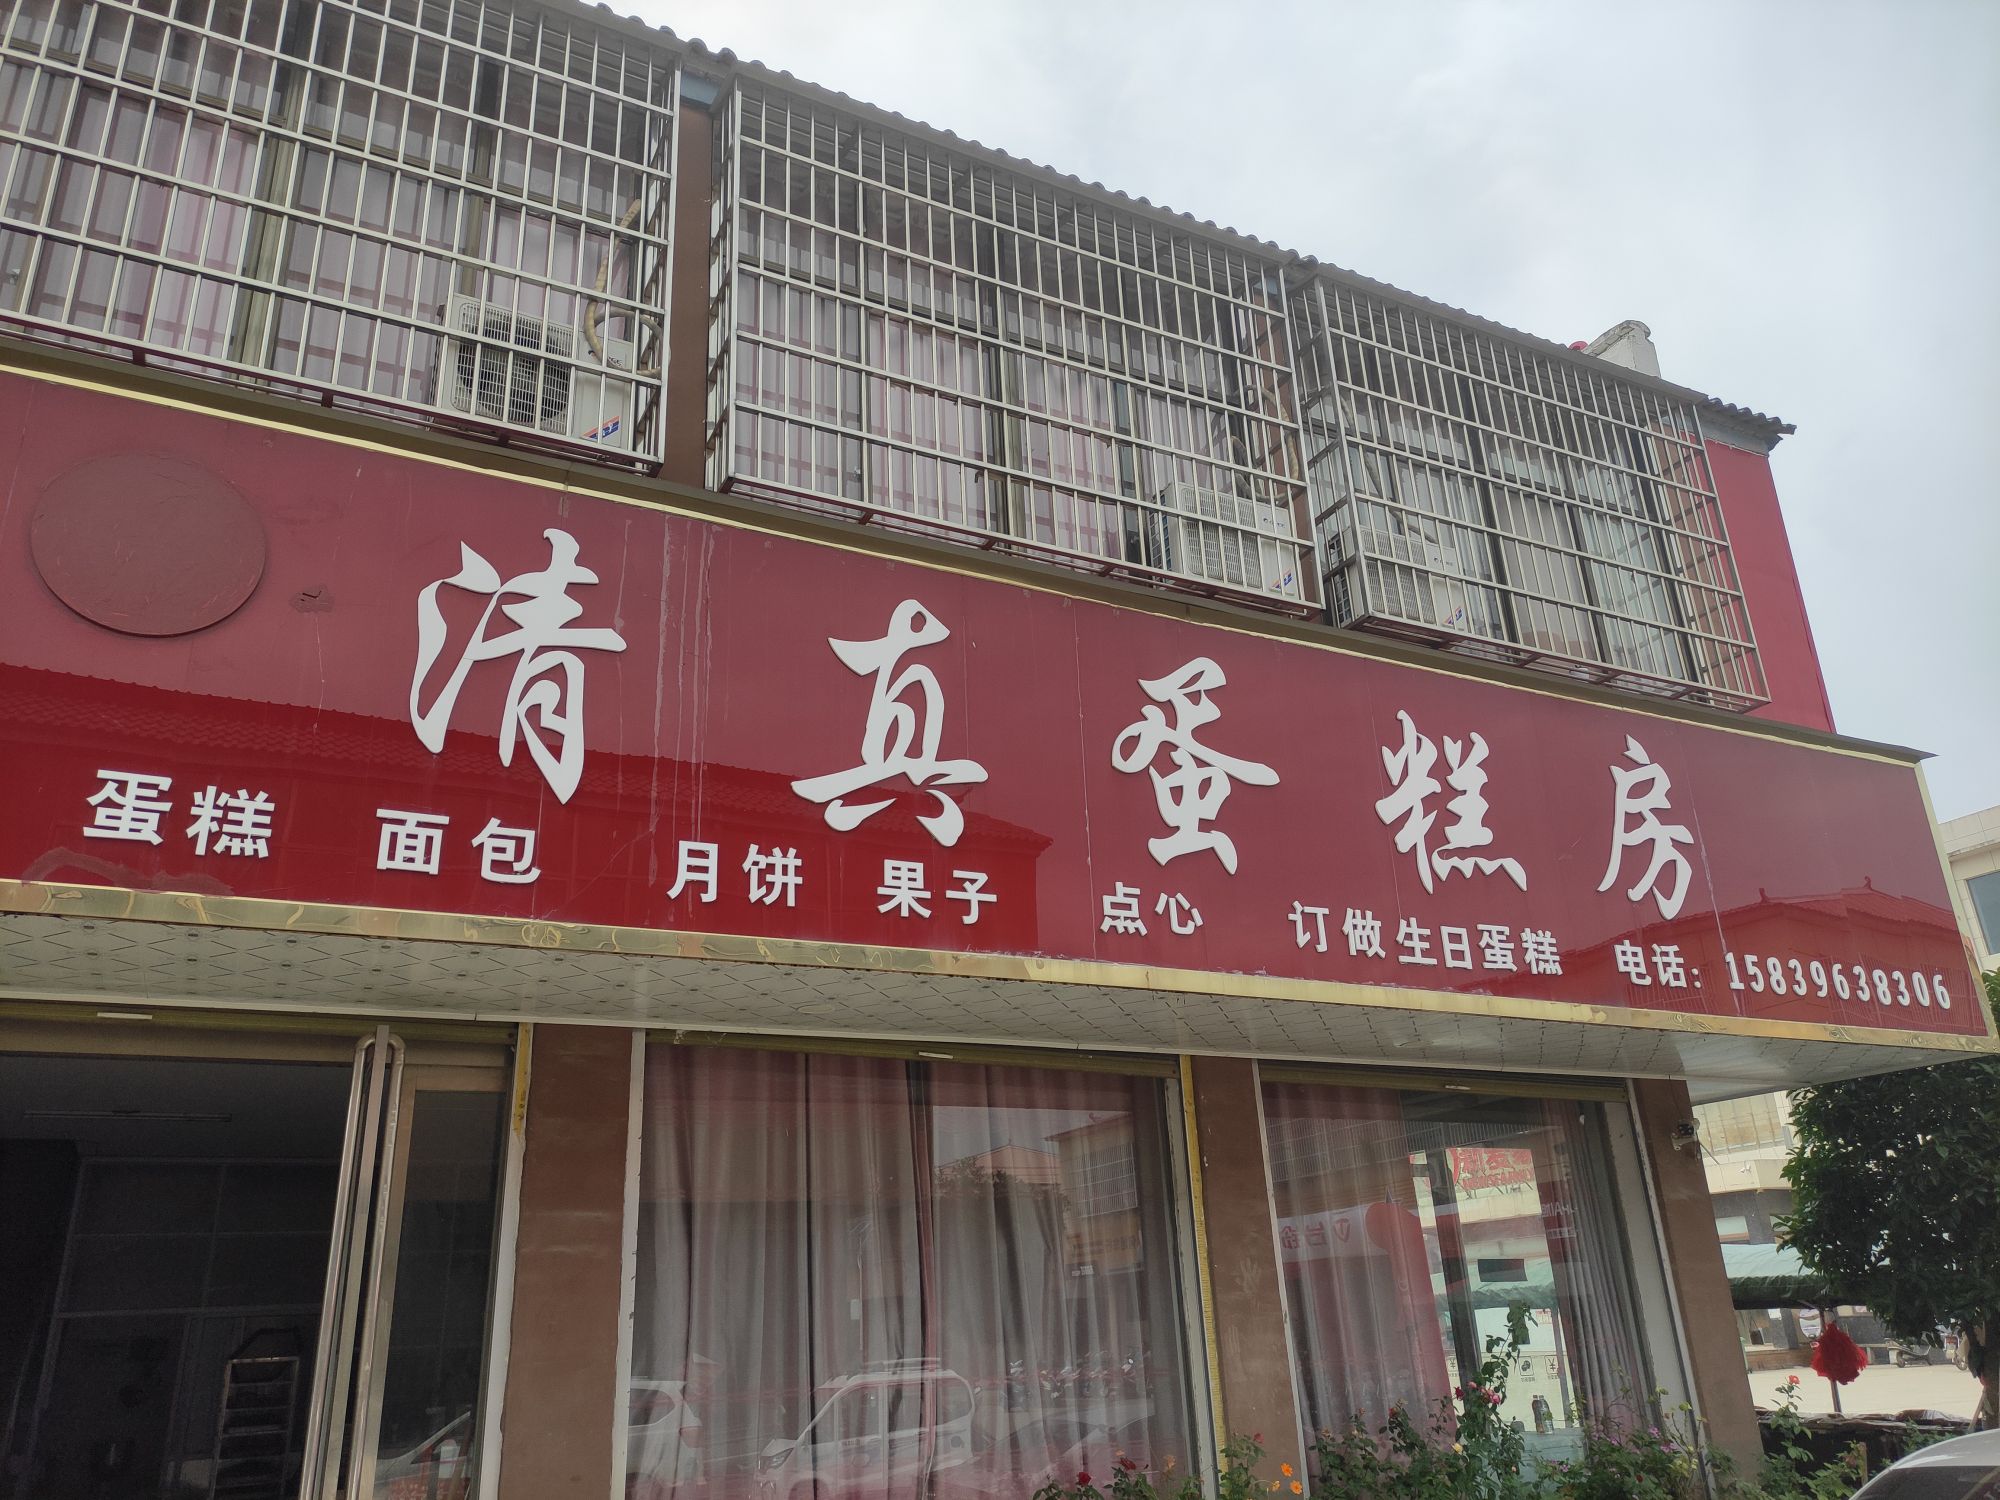 清真蛋糕房
蛋糕 面包 月饼 果子 点心 订做生日蛋糕 电话:15839638306